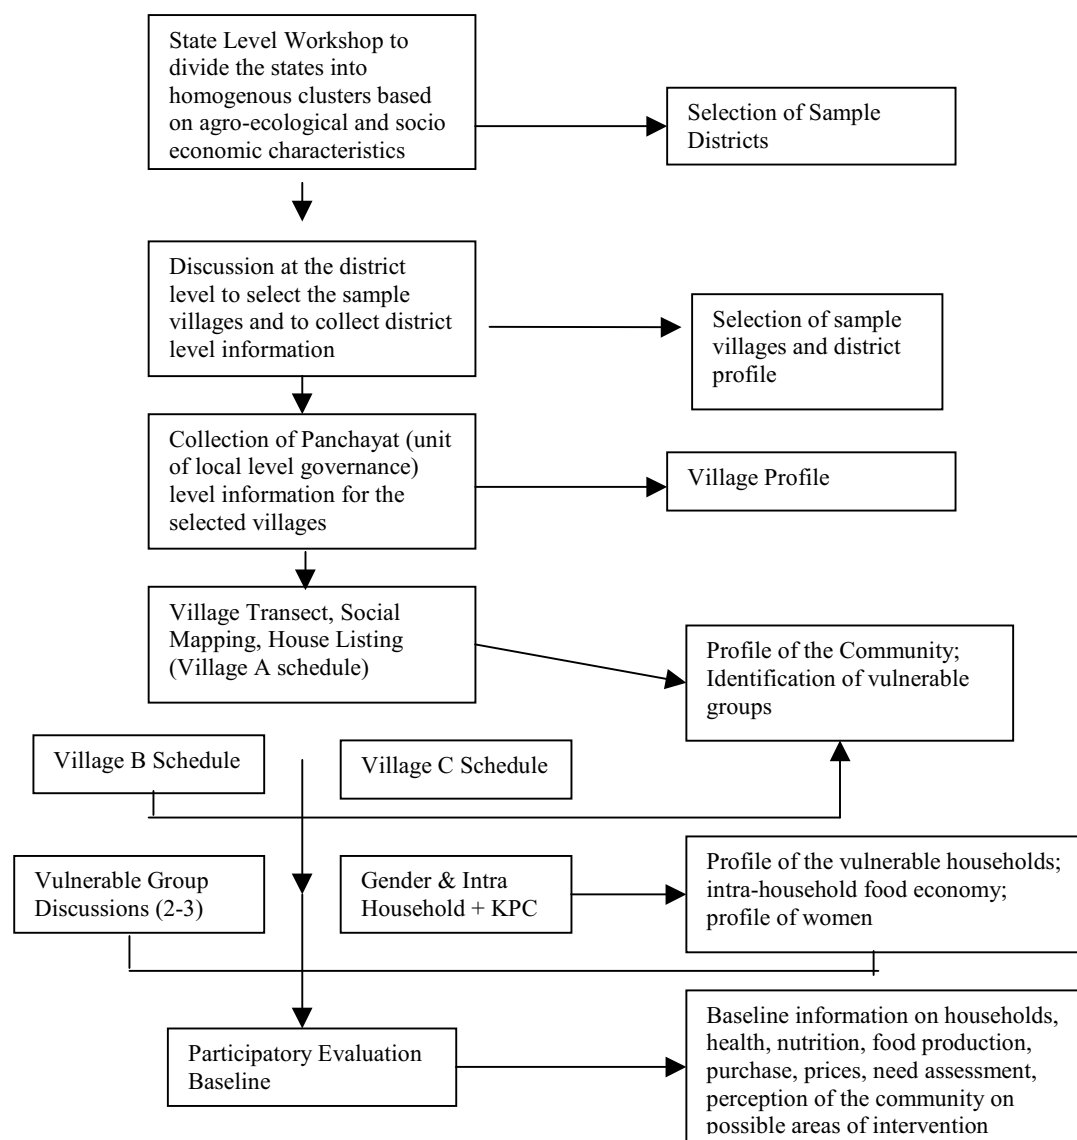 State Level Workshop to
divide the states into
homogenous clusters based
on agro-ecological and socio
economic characteristics
Selection of Sample
Districts
Discussion at the district
level to select the sample
villages and to collect district
level information
Selection of sample
villages and district
profile
Collection of Panchayat (unit
of local level governance)
level information for the
selected villages
Village Profile
Village Transect, Social
Mapping, House Listing
(Village A schedule)
Profile of the Community;
Identification of vulnerable
groups
Village B Schedule
Village C Schedule
Vulnerable Group
Discussions (2-3)
Gender & Intra
Household + KPC
Profile of the vulnerable households;
intra-household food economy;
profile of women
Participatory Evaluation
Baseline
Baseline information on households,
health, nutrition, food production,
purchase, prices, need assessment,
perception of the community on
possible areas of intervention